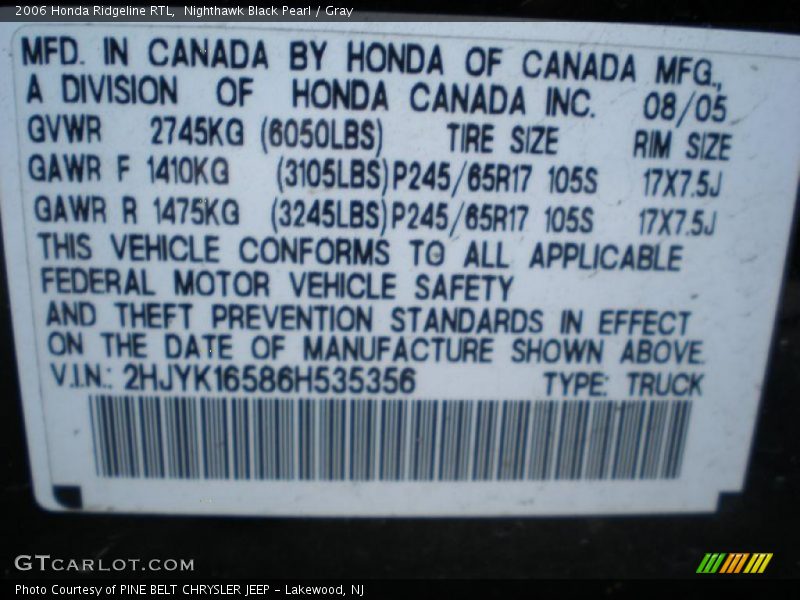 2006 Honda Ridgeline RTL,  Nighthawk Black Pearl / Gray
MFD. IN CANADA BY HONDA OF CANADA MFG.,
A DIVISION OF HONDA CANADA INC. 08/05
GVWR 2745KG (6050LBS) TIRE SIZE RIM SIZE
GAWR F 1410KG (3105LBS) P245/65R17 105S 17X7.5J
GAWR R 1475KG (3245LBS) P245/65R17 105S 17X7.5J
THIS VEHICLE CONFORMS TO ALL APPLICABLE
FEDERAL MOTOR VEHICLE SAFETY
AND THEFT PREVENTION STANDARDS IN EFFECT
ON THE DATE OF MANUFACTURE SHOWN ABOVE.
V.I.N.: 2HJYK16586H535356 TYPE: TRUCK
GTCARLOT.COM
Photo Courtesy of PINE BELT CHRYSLER JEEP - Lakewood, NJ